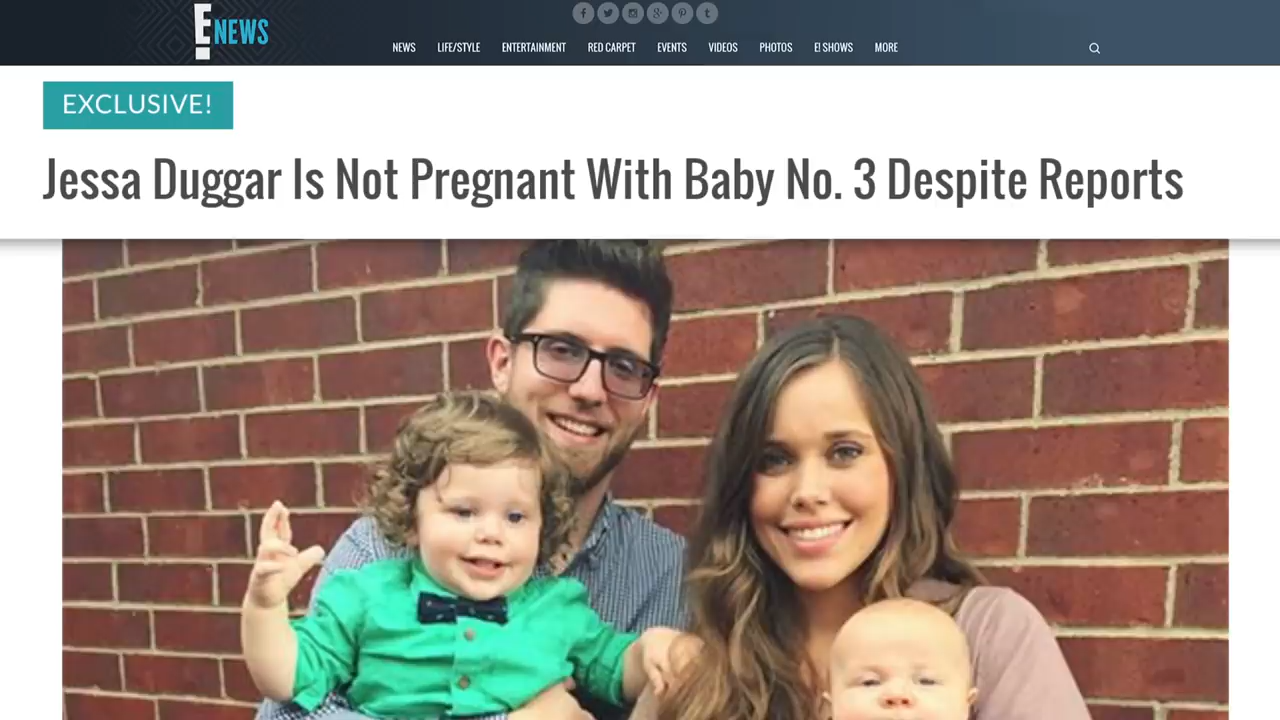 E!NEWS
NEWS LIFE/STYLE ENTERTAINMENT RED CARPET EVENTS VIDEOS PHOTOS E! SHOWS MORE
EXCLUSIVE!
Jessa Duggar Is Not Pregnant With Baby No. 3 Despite Reports